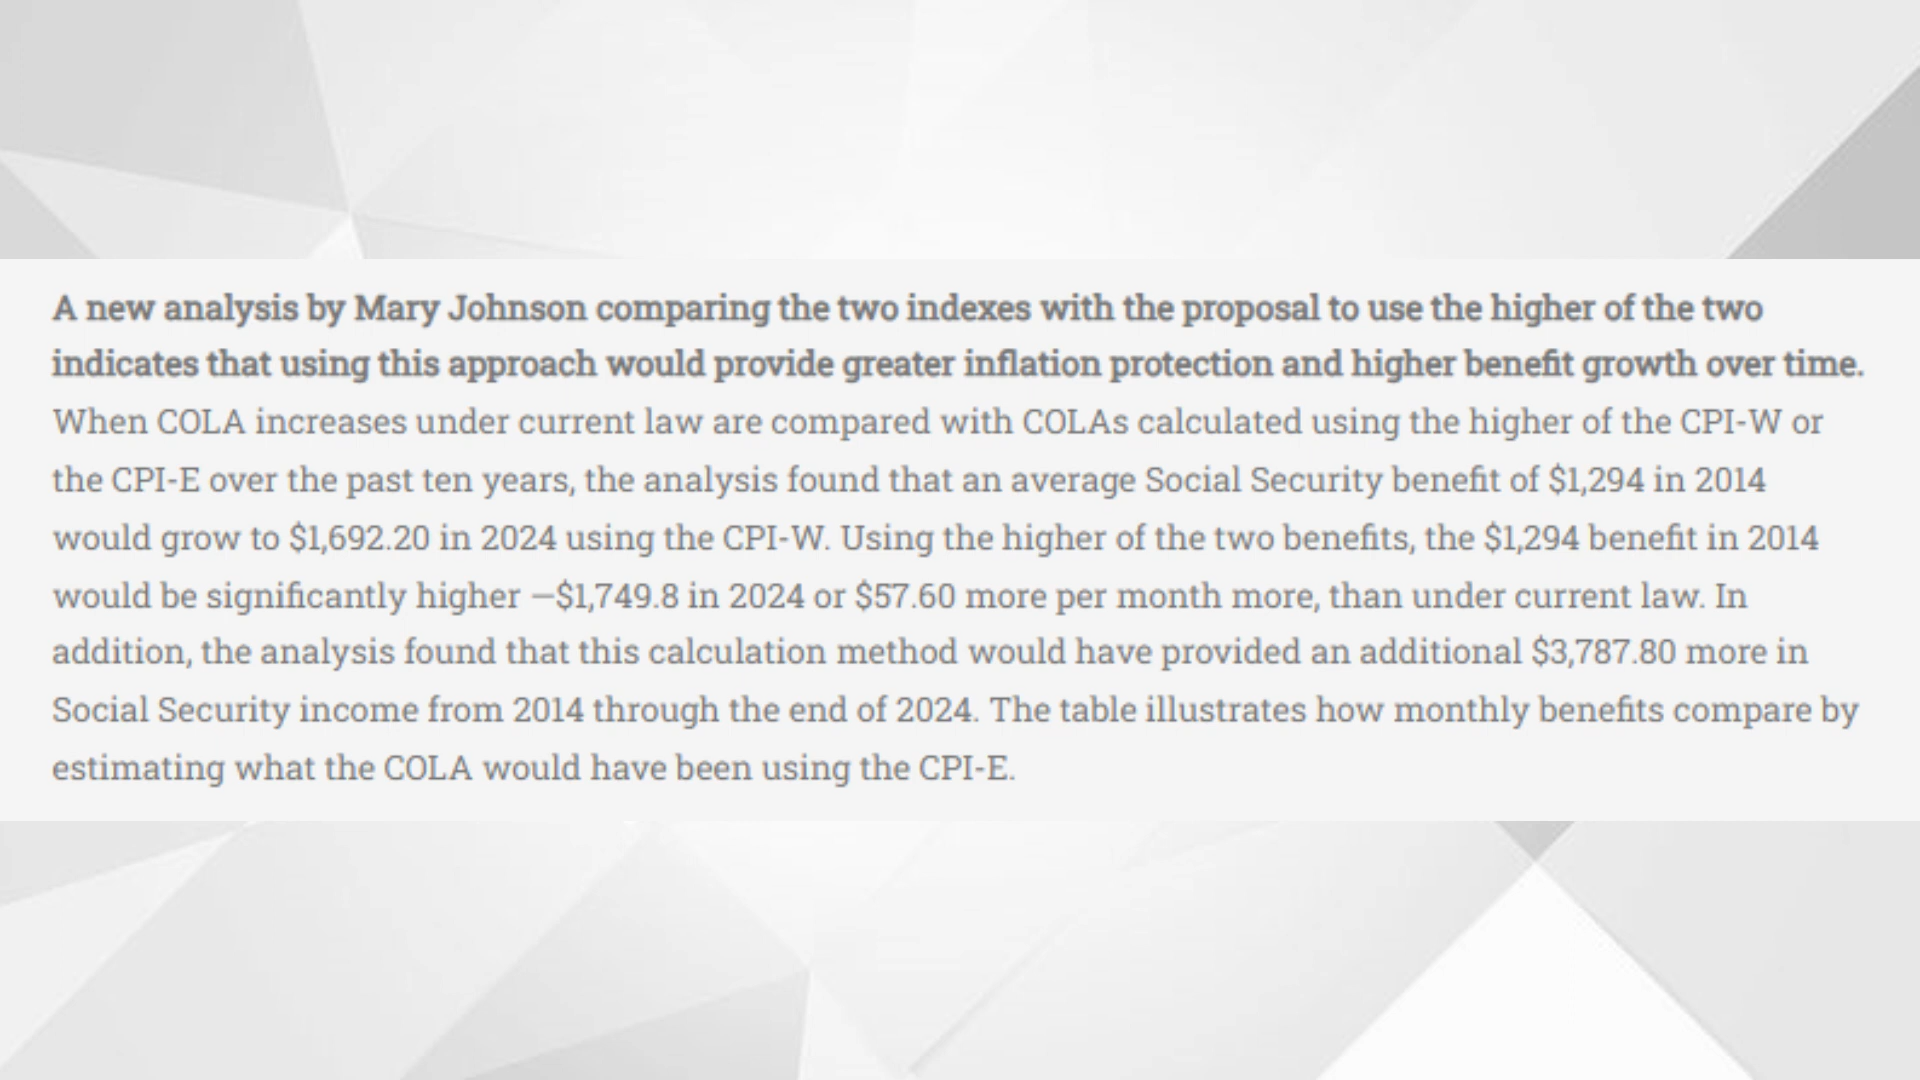 A new analysis by Mary Johnson comparing the two indexes with the proposal to use the higher of the two
indicates that using this approach would provide greater inflation protection and higher benefit growth over time.
When COLA increases under current law are compared with COLAs calculated using the higher of the CPI-W or
the CPI-E over the past ten years, the analysis found that an average Social Security benefit of $1,294 in 2014
would grow to $1,692.20 in 2024 using the CPI-W. Using the higher of the two benefits, the $1,294 benefit in 2014
would be significantly higher —$1,749.8 in 2024 or $57.60 more per month more, than under current law. In
addition, the analysis found that this calculation method would have provided an additional $3,787.80 more in
Social Security income from 2014 through the end of 2024. The table illustrates how monthly benefits compare by
estimating what the COLA would have been using the CPI-E.